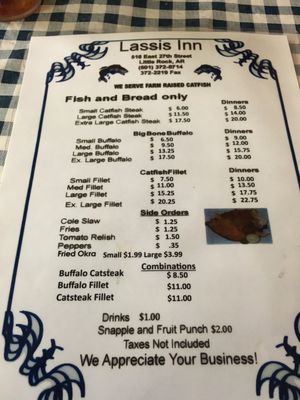 Lassis Inn
518 East 27th Street
Little Rock, AR
(501) 372-8714
372-2219 Fax
WE SERVE FARM RAISED CATFISH
Fish and Bread only Dinners
Small Catfish Steak $ 6.00 $ 8.50
Large Catfish Steak $ 11.50 $ 14.00
Extra Large Catfish Steak $ 17.50 $ 20.00
Big Bone Buffalo Dinners
Small Buffalo $ 6.50 $ 9.00
Med. Buffalo $ 9.50 $ 12.00
Large Buffalo $ 13.25 $ 15.75
Ex. Large Buffalo $ 17.50 $ 20.00
Catfish Fillet Dinners
Small Fillet $ 7.50 $ 10.00
Med Fillet $ 11.00 $ 13.50
Large Fillet $ 15.25 $ 17.75
Ex. Large Fillet $ 20.25 $ 22.75
Side Orders
Cole Slaw $ 1.25
Fries $ 1.25
Tomato Relish $ 1.50
Peppers $ .35
Fried Okra Small $1.99 Large $3.99
Combinations
Buffalo Catsteak $ 8.50
Buffalo Fillet $11.00
Catsteak Fillet $11.00
Drinks $1.00
Snapple and Fruit Punch $2.00
Taxes Not Included
We Appreciate Your Business!